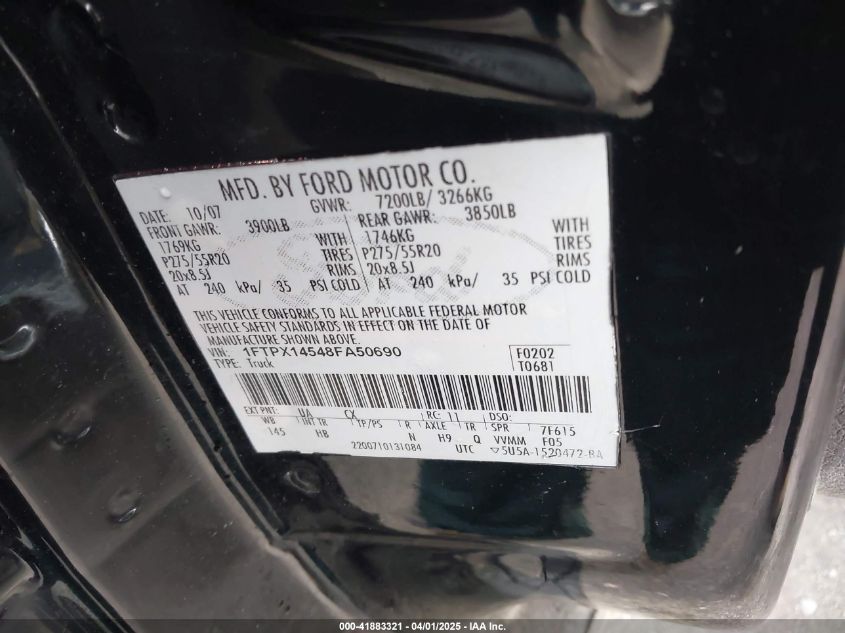 MFD. BY FORD MOTOR CO.
DATE: 10/07 GVWR: 7200LB/ 3266KG
FRONT GAWR: 3900LB REAR GAWR: 3850LB
1769KG WITH 1746KG WITH
P275/55R20 TIRES P275/55R20 TIRES
20x8.5J RIMS 20x8.5J RIMS
AT 240 kPa/ 35 PSI COLD AT 240 kPa/ 35 PSI COLD
THIS VEHICLE CONFORMS TO ALL APPLICABLE FEDERAL MOTOR
VEHICLE SAFETY STANDARDS IN EFFECT ON THE DATE OF
MANUFACTURE SHOWN ABOVE.
VIN: 1FTPX14548FA50690 F0202
TYPE: Truck T0681
EXT PNT: UA CX RC: 11 DSO:
WB INT TR TP/PS R AXLE TR SPR 7F615
145 HB N H9 Q VVMM F05
2200710131084 UTC ▽5U5A-1520472-BA
000-41883321 - 04/01/2025 - IAA Inc.